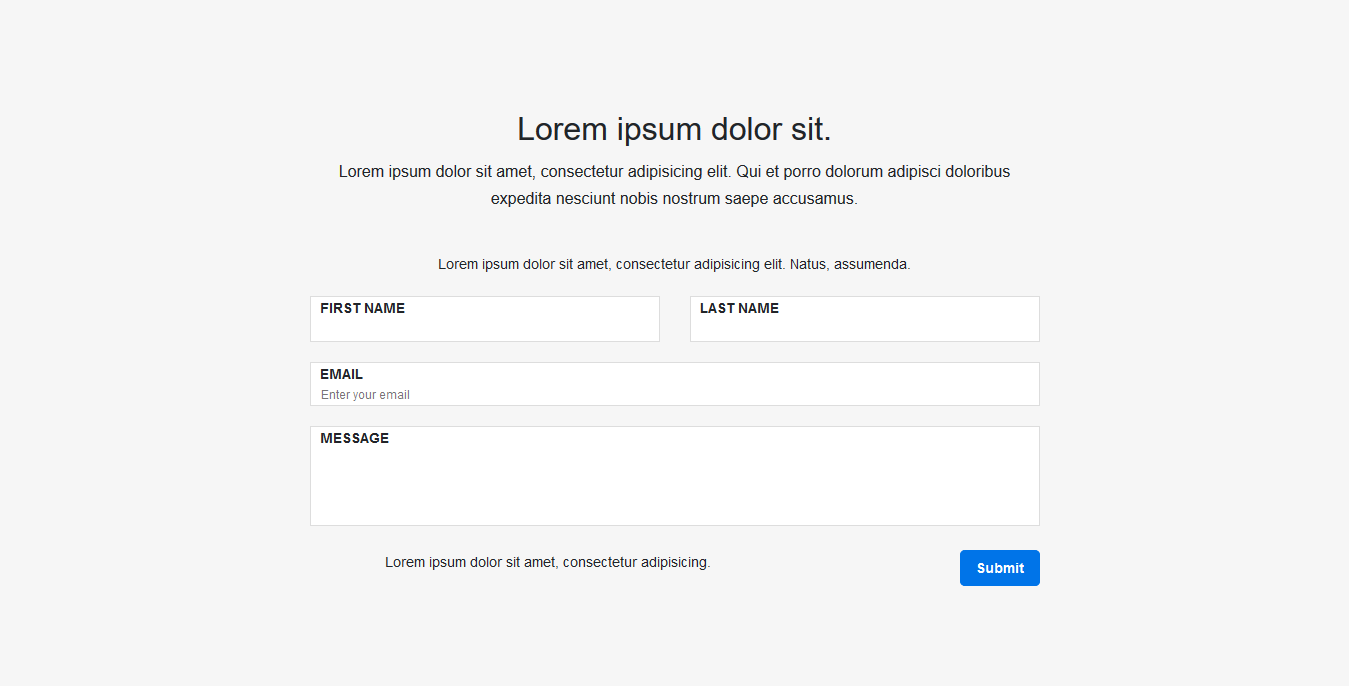 Lorem ipsum dolor sit.
Lorem ipsum dolor sit amet, consectetur adipisicing elit. Qui et porro dolorum adipisci doloribus
expedita nesciunt nobis nostrum saepe accusamus.
Lorem ipsum dolor sit amet, consectetur adipisicing elit. Natus, assumenda.
FIRST NAME
LAST NAME
EMAIL
Enter your email
MESSAGE
Lorem ipsum dolor sit amet, consectetur adipisicing.
Submit